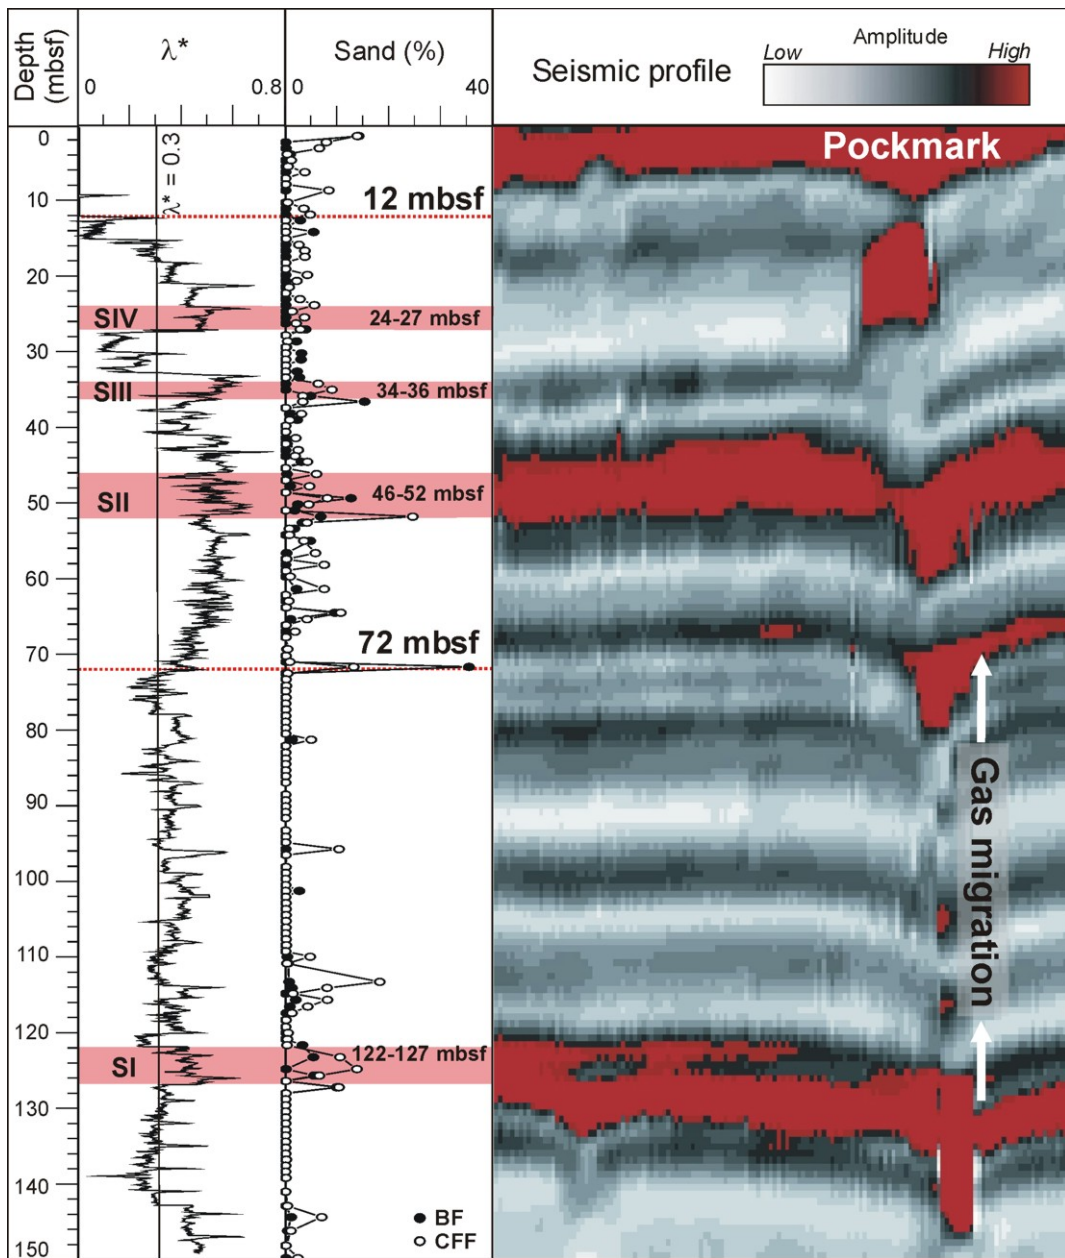 Depth
(mbsf)
λ*
0
0.8
Sand (%)
0
40
Seismic profile
Amplitude
Low
High
λ* = 0.3
0
10
20
30
40
50
60
70
80
90
100
110
120
130
140
150
12 mbsf
SIV
24-27 mbsf
SIII
34-36 mbsf
SII
46-52 mbsf
72 mbsf
SI
122-127 mbsf
BF
CFF
Pockmark
Gas migration